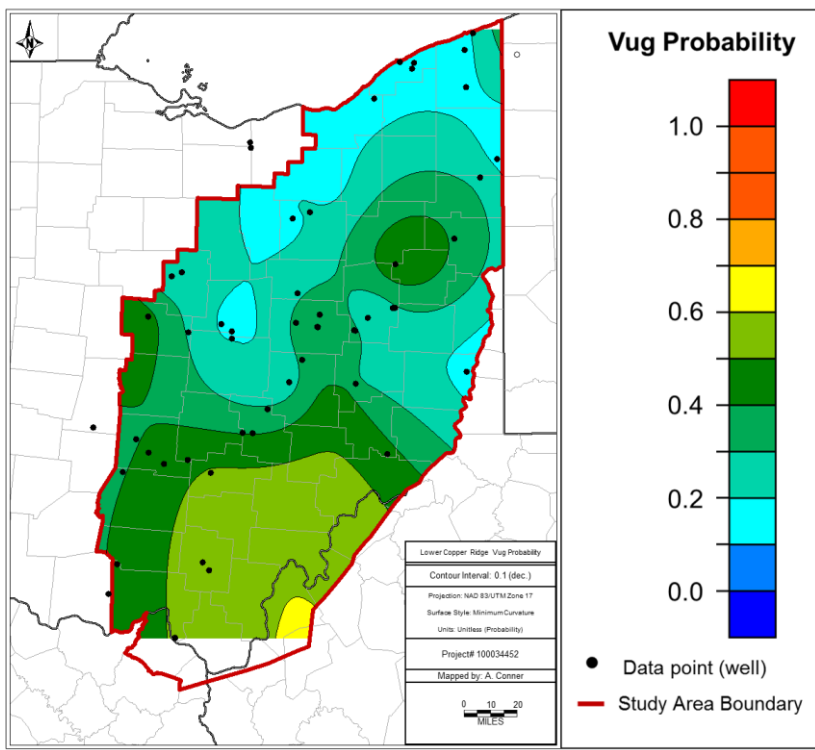 N
Vug Probability
1.0
0.8
0.6
0.4
0.2
0.0
Data point (well)
Study Area Boundary
Lower Copper Ridge Vug Probability
Contour Interval: 0.1 (dec.)
Projection: NAD 83/UTM Zone 17
Surface Style: Minimum Curvature
Units: Unitless (Probability)
Project# 100034452
Mapped by: A. Conner
0 10 20
MILES